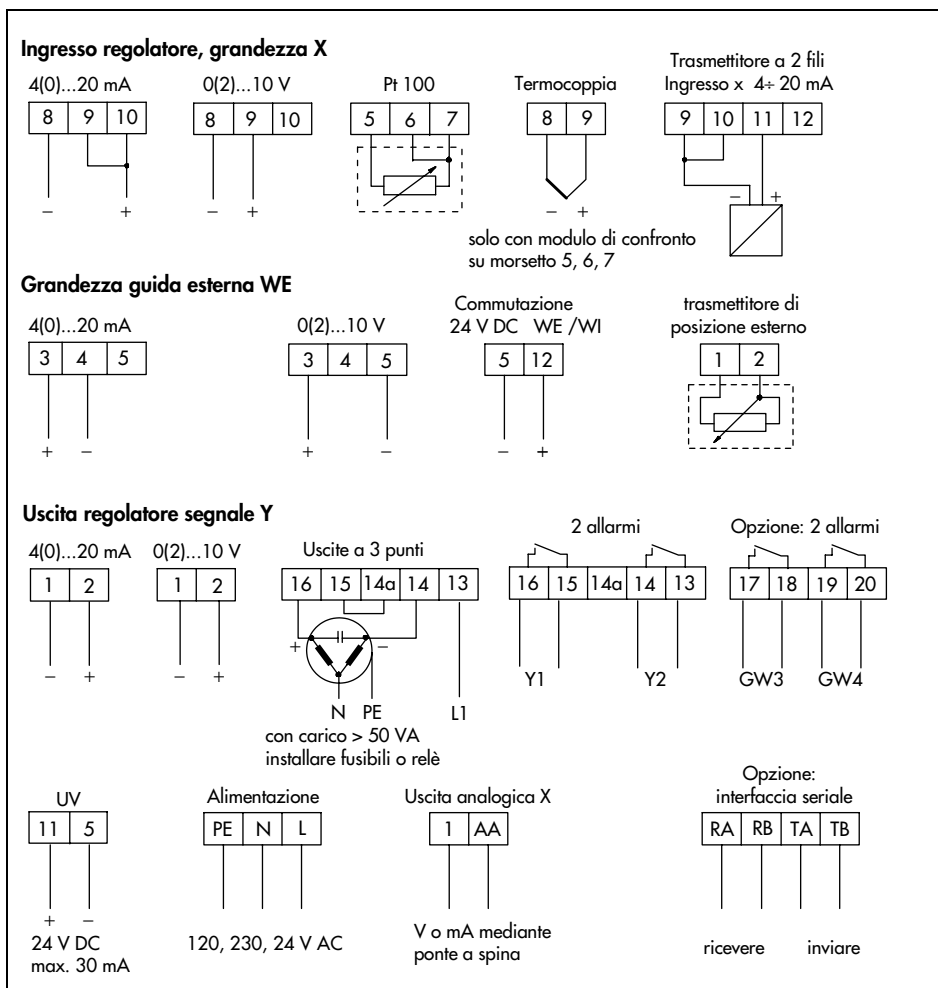 Ingresso regolatore, grandezza X
4(0)...20 mA
8 9 10
− +
0(2)...10 V
8 9 10
− +
Pt 100
5 6 7
Termocoppia
8 9
− +
solo con modulo di confronto
su morsetto 5, 6, 7
Trasmettitore a 2 fili
Ingresso x 4÷ 20 mA
9 10 11 12
− +
Grandezza guida esterna WE
4(0)...20 mA
3 4 5
+ −
0(2)...10 V
3 4 5
+ −
Commutazione
24 V DC WE /WI
5 12
− +
trasmettitore di
posizione esterno
1 2
Uscita regolatore segnale Y
4(0)...20 mA
1 2
− +
0(2)...10 V
1 2
− +
Uscite a 3 punti
16 15 14a 14 13
+ −
N PE L1
con carico > 50 VA
installare fusibili o relè
2 allarmi
16 15 14a 14 13
Y1 Y2
Opzione: 2 allarmi
17 18 19 20
GW3 GW4
UV
11 5
+ −
24 V DC
max. 30 mA
Alimentazione
PE N L
120, 230, 24 V AC
Uscita analogica X
1 AA
V o mA mediante
ponte a spina
Opzione:
interfaccia seriale
RA RB TA TB
ricevere inviare